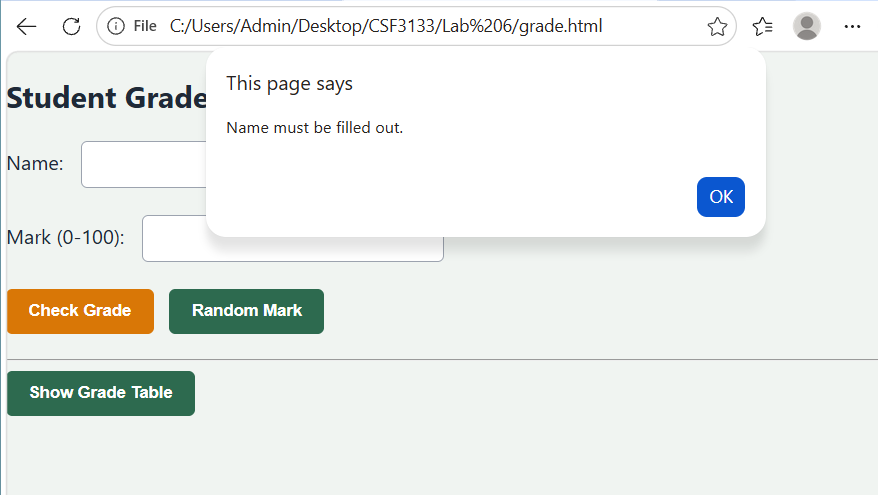 File C:/Users/Admin/Desktop/CSF3133/Lab%206/grade.html
This page says
Name must be filled out.
OK
Student Grade
Name:
Mark (0-100):
Check Grade Random Mark
Show Grade Table